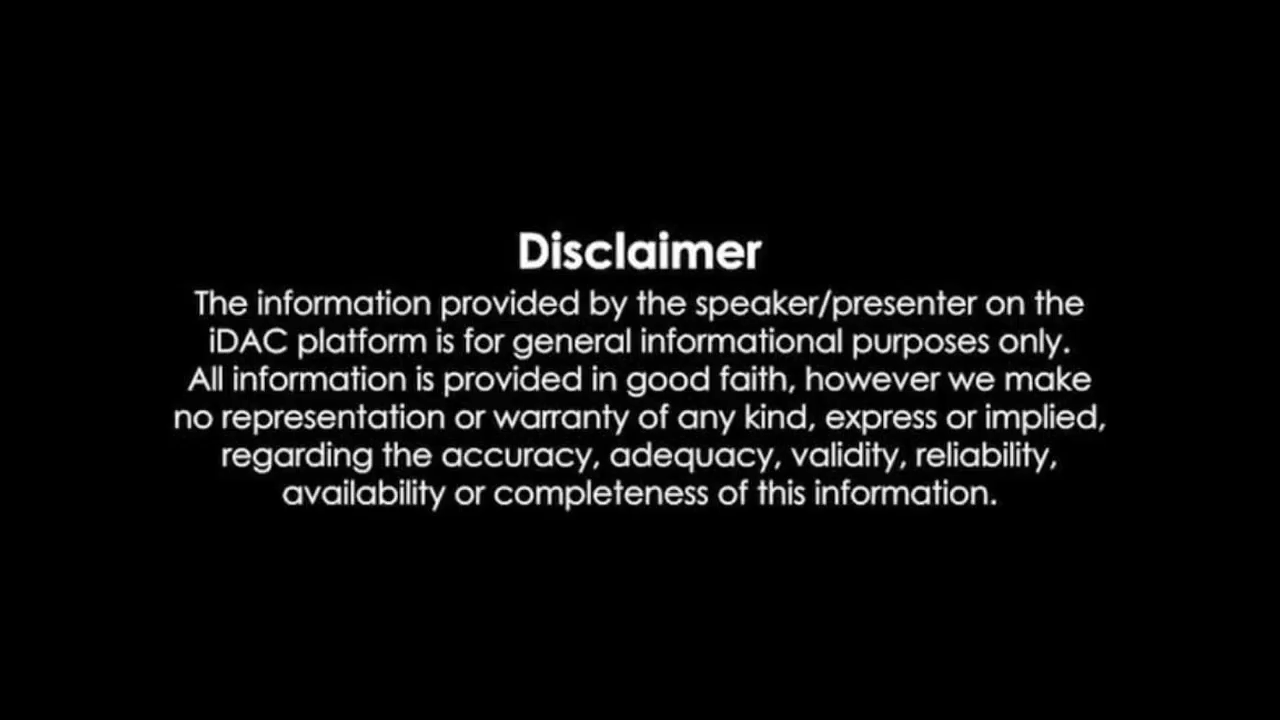 Disclaimer
The information provided by the speaker/presenter on the
iDAC platform is for general informational purposes only.
All information is provided in good faith, however we make
no representation or warranty of any kind, express or implied,
regarding the accuracy, adequacy, validity, reliability,
availability or completeness of this information.